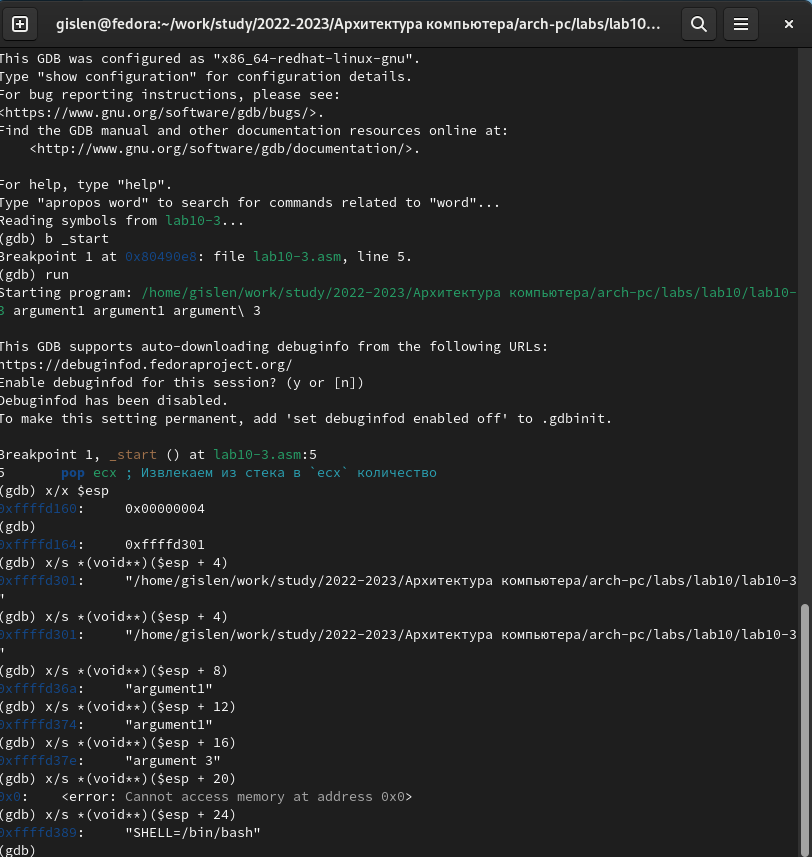 gislen@fedora:~/work/study/2022-2023/Архитектура компьютера/arch-pc/labs/lab10…
This GDB was configured as "x86_64-redhat-linux-gnu".
Type "show configuration" for configuration details.
For bug reporting instructions, please see:
<https://www.gnu.org/software/gdb/bugs/>.
Find the GDB manual and other documentation resources online at:
    <http://www.gnu.org/software/gdb/documentation/>.
For help, type "help".
Type "apropos word" to search for commands related to "word"...
Reading symbols from lab10-3...
(gdb) b _start
Breakpoint 1 at 0x80490e8: file lab10-3.asm, line 5.
(gdb) run
Starting program: /home/gislen/work/study/2022-2023/Архитектура компьютера/arch-pc/labs/lab10/lab10-
3 argument1 argument1 argument\ 3
This GDB supports auto-downloading debuginfo from the following URLs:
https://debuginfod.fedoraproject.org/
Enable debuginfod for this session? (y or [n])
Debuginfod has been disabled.
To make this setting permanent, add 'set debuginfod enabled off' to .gdbinit.
Breakpoint 1, _start () at lab10-3.asm:5
5       pop ecx ; Извлекаем из стека в `ecx` количество
(gdb) x/x $esp
0xffffd160:     0x00000004
(gdb)
0xffffd164:     0xffffd301
(gdb) x/s *(void**)($esp + 4)
0xffffd301:     "/home/gislen/work/study/2022-2023/Архитектура компьютера/arch-pc/labs/lab10/lab10-3
"
(gdb) x/s *(void**)($esp + 4)
0xffffd301:     "/home/gislen/work/study/2022-2023/Архитектура компьютера/arch-pc/labs/lab10/lab10-3
"
(gdb) x/s *(void**)($esp + 8)
0xffffd36a:     "argument1"
(gdb) x/s *(void**)($esp + 12)
0xffffd374:     "argument1"
(gdb) x/s *(void**)($esp + 16)
0xffffd37e:     "argument 3"
(gdb) x/s *(void**)($esp + 20)
0x0:    <error: Cannot access memory at address 0x0>
(gdb) x/s *(void**)($esp + 24)
0xffffd389:     "SHELL=/bin/bash"
(gdb)